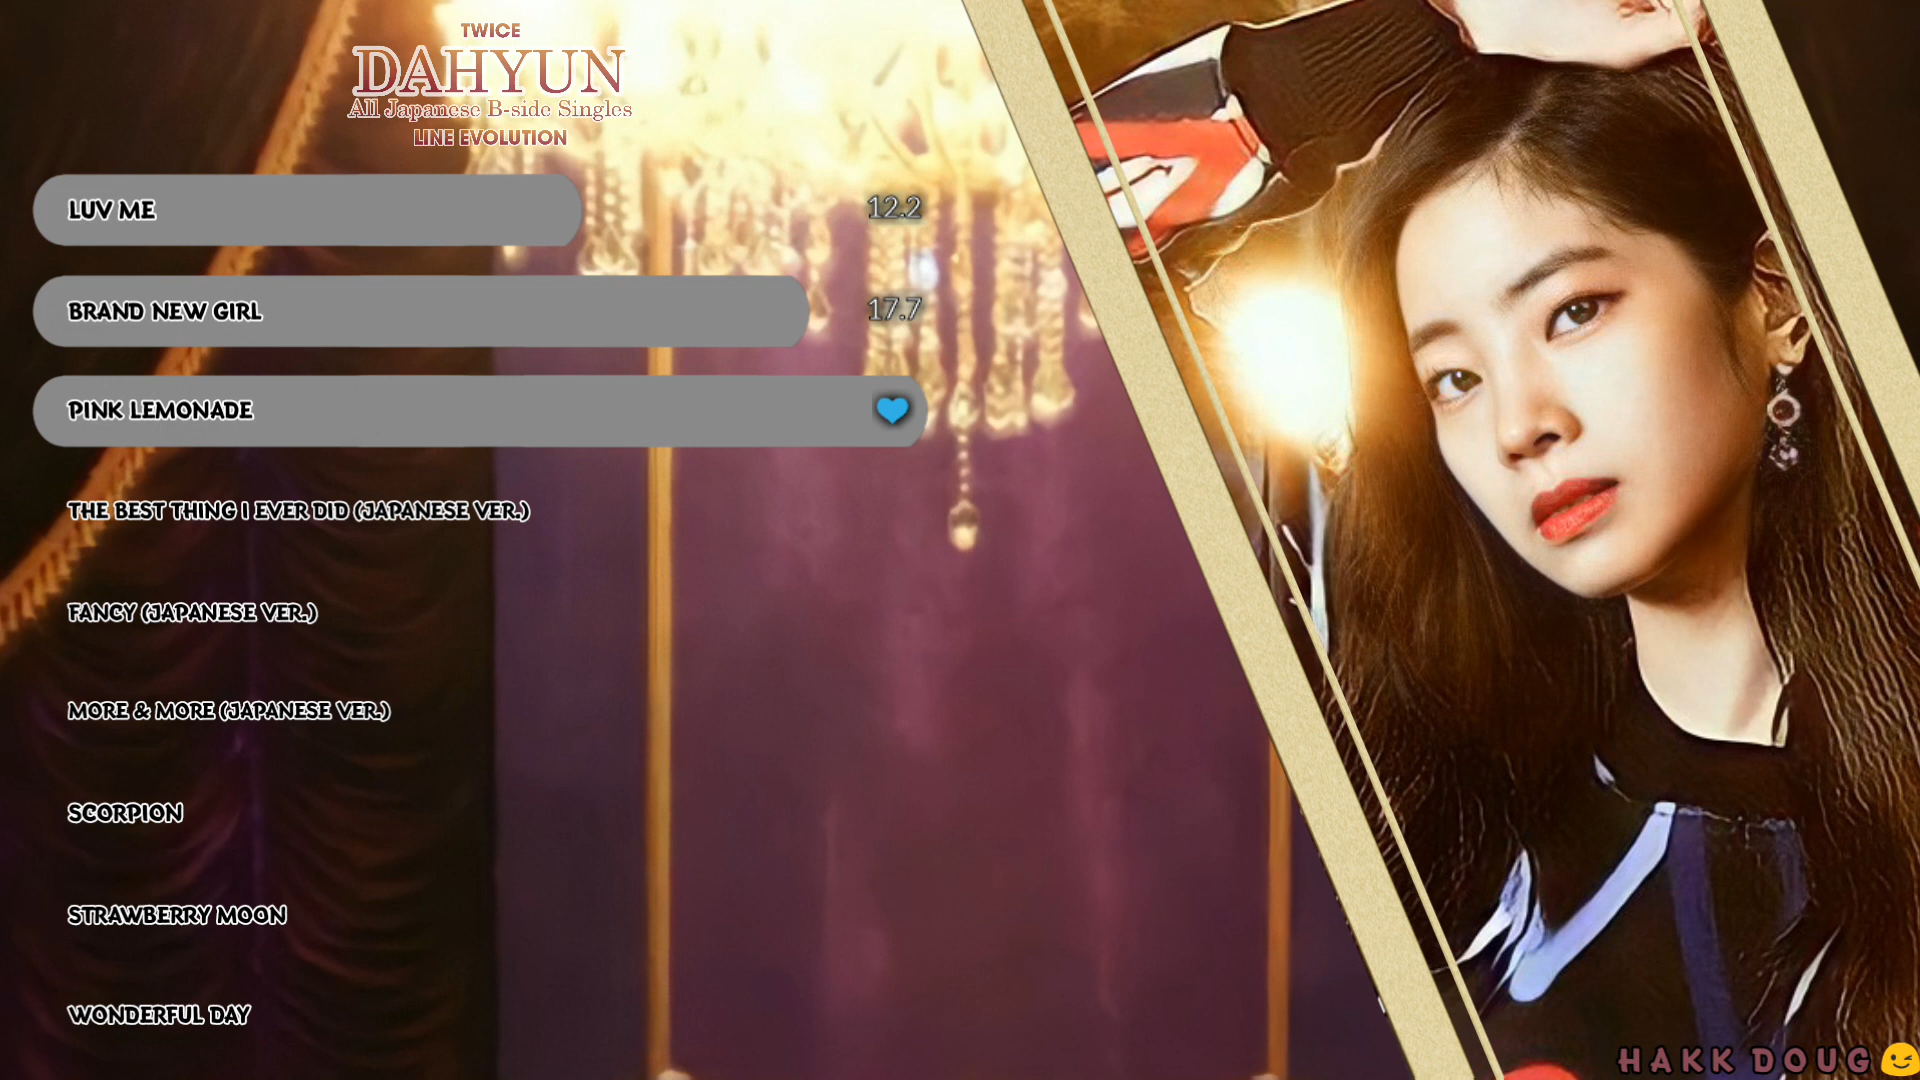 TWICE
DAHYUN
All Japanese B-side Singles
LINE EVOLUTION
LUV ME
12.2
BRAND NEW GIRL
17.7
PINK LEMONADE
THE BEST THING I EVER DID (JAPANESE VER.)
FANCY (JAPANESE VER.)
MORE & MORE (JAPANESE VER.)
SCORPION
STRAWBERRY MOON
WONDERFUL DAY
HAKK DOUG